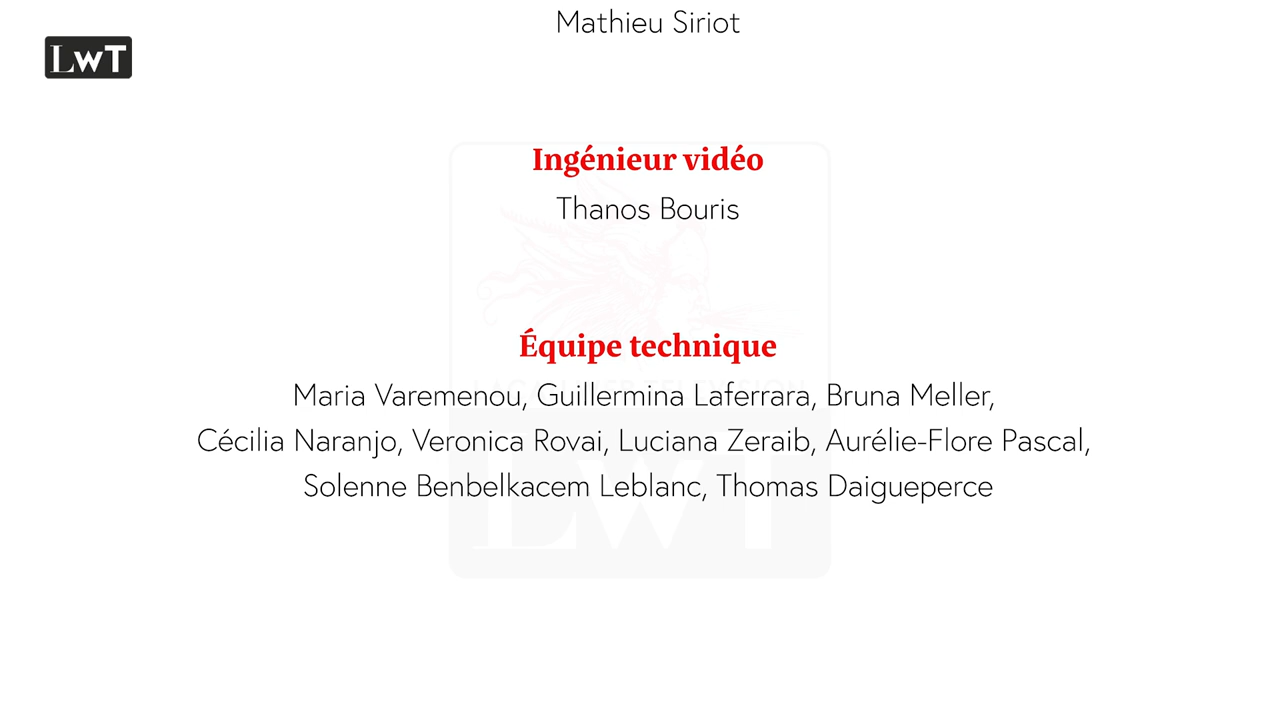 Mathieu Siriot
LwT
Ingénieur vidéo
Thanos Bouris
Équipe technique
Maria Varemenou, Guillermina Laferrara, Bruna Meller,
Cécilia Naranjo, Veronica Rovai, Luciana Zeraib, Aurélie-Flore Pascal,
Solenne Benbelkacem Leblanc, Thomas Daigueperce
LwT